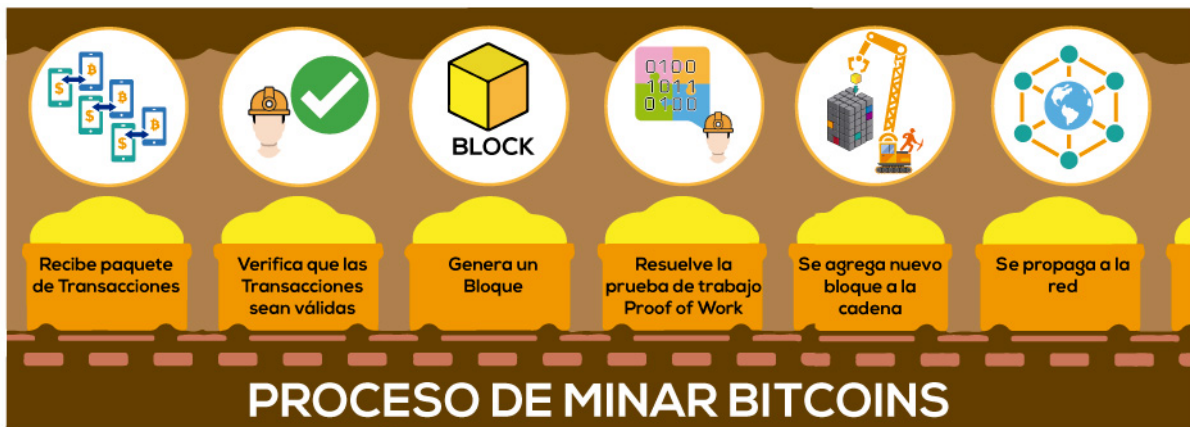 BLOCK
0100
1011
0100
Recibe paquete
de Transacciones
Verifica que las
Transacciones
sean válidas
Genera un
Bloque
Resuelve la
prueba de trabajo
Proof of Work
Se agrega nuevo
bloque a la
cadena
Se propaga a la
red
PROCESO DE MINAR BITCOINS